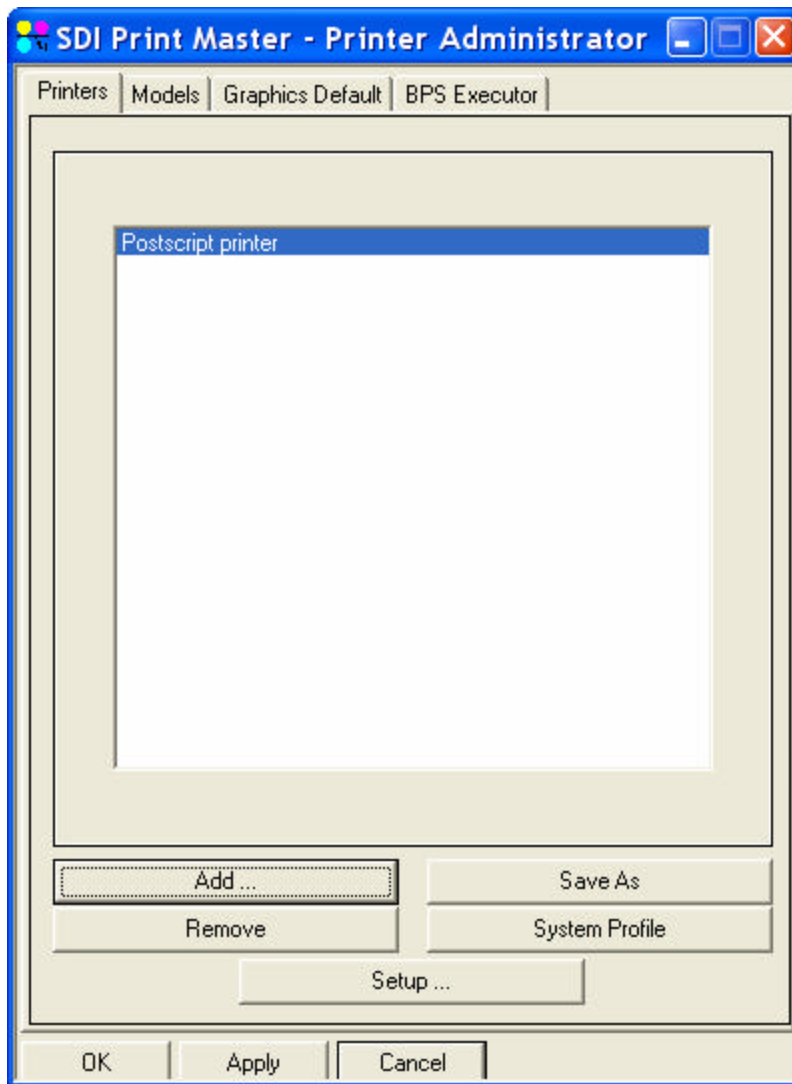 SDI Print Master - Printer Administrator
Printers Models Graphics Default BPS Executor
Postscript printer
Add ... Save As
Remove System Profile
Setup ...
OK Apply Cancel